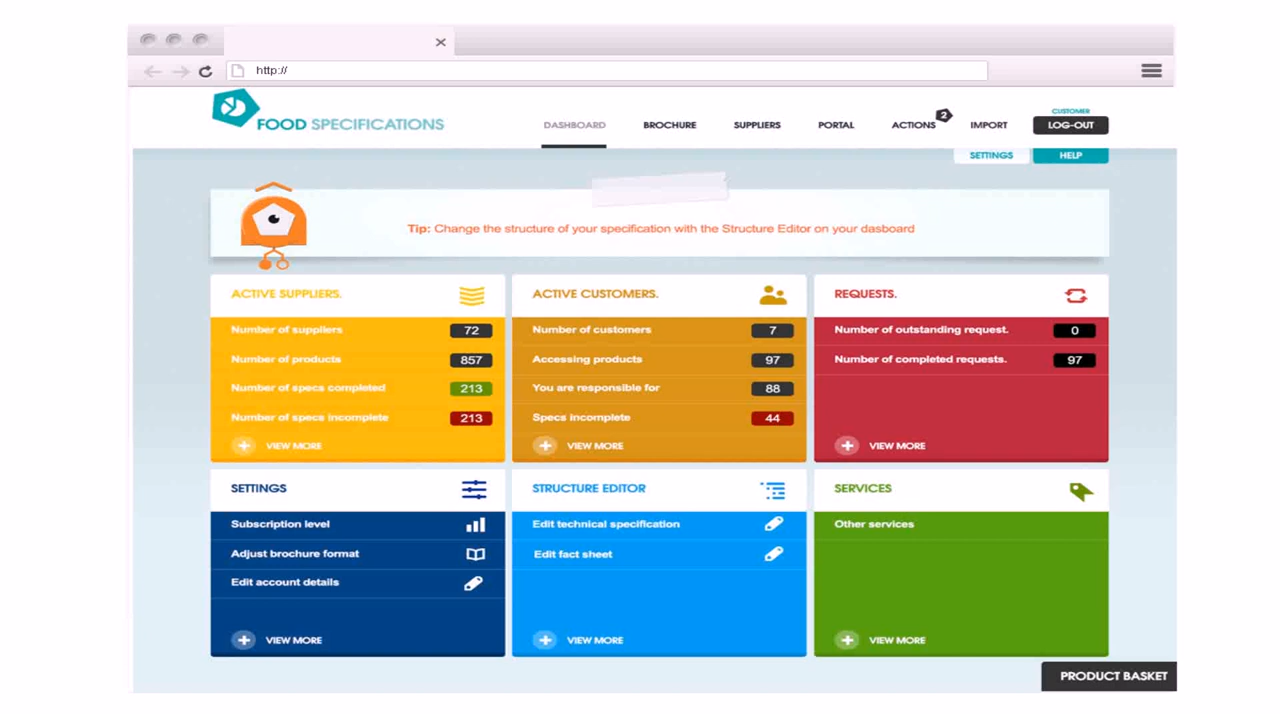 http://
FOOD SPECIFICATIONS
DASHBOARD
BROCHURE
SUPPLIERS
PORTAL
ACTIONS
2
IMPORT
CUSTOMER
LOG-OUT
SETTINGS
HELP
Tip: Change the structure of your specification with the Structure Editor on your dasboard
ACTIVE SUPPLIERS.
Number of suppliers 72
Number of products 857
Number of specs completed 213
Number of specs incomplete 213
VIEW MORE
ACTIVE CUSTOMERS.
Number of customers 7
Accessing products 97
You are responsible for 88
Specs incomplete 44
VIEW MORE
REQUESTS.
Number of outstanding request. 0
Number of completed requests. 97
VIEW MORE
SETTINGS
Subscription level
Adjust brochure format
Edit account details
VIEW MORE
STRUCTURE EDITOR
Edit technical specification
Edit fact sheet
VIEW MORE
SERVICES
Other services
VIEW MORE
PRODUCT BASKET